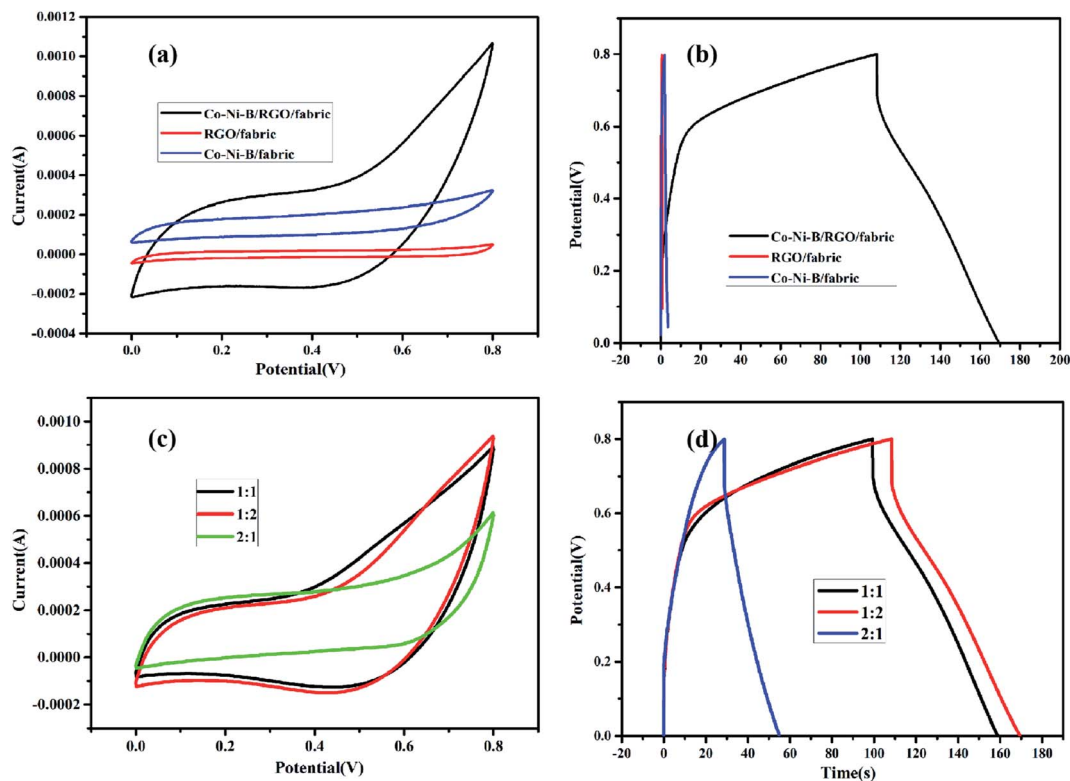 (a)
0.0012
0.0010
0.0008
0.0006
0.0004
0.0002
0.0000
-0.0002
-0.0004
Current(A)
Co-Ni-B/RGO/fabric
RGO/fabric
Co-Ni-B/fabric
0.0 0.2 0.4 0.6 0.8
Potential(V)
(b)
0.8
0.6
0.4
0.8
0.0
Potential(V)
Co-Ni-B/RGO/fabric
RGO/fabric
Co-Ni-B/fabric
-20 0 20 40 60 80 100 120 140 160 180 200
(c)
0.0010
0.0008
0.0006
0.0004
0.0002
0.0000
-0.0002
Current(A)
1:1
1:2
2:1
0.0 0.2 0.4 0.6 0.8
Potential(V)
(d)
0.8
0.6
0.4
0.8
0.0
Potential(V)
1:1
1:2
2:1
-20 0 20 40 60 80 100 120 140 160 180
Time(s)